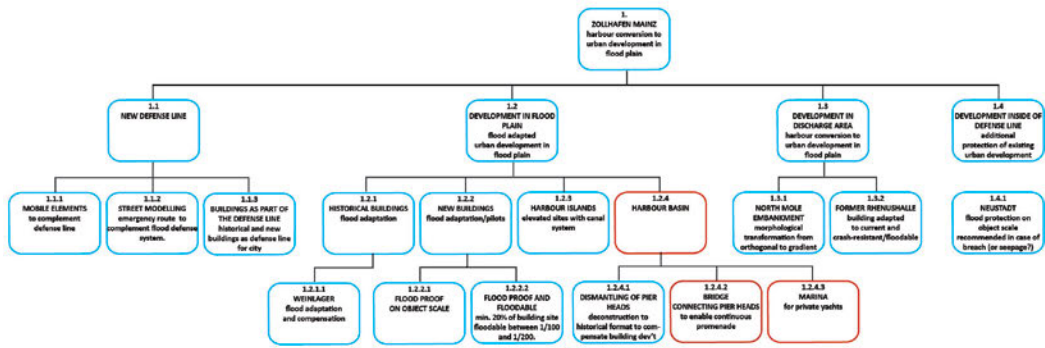 1.
ZOLLHAFEN MAINZ
harbour conversion to
urban development in
flood plain
1.1
NEW DEFENSE LINE
1.2
DEVELOPMENT IN FLOOD
PLAIN
flood adapted
urban development in
flood plain
1.3
DEVELOPMENT IN
DISCHARGE AREA
harbour conversion to
urban development in
flood plain
1.4
DEVELOPMENT INSIDE OF
DEFENSE LINE
additional
protection of existing
urban development
1.1.1
MOBILE ELEMENTS
to complement
defense line
1.1.2
STREET MODELLING
emergency route to
complement flood defense
system.
1.1.3
BUILDINGS AS PART OF
THE DEFENSE LINE
historical and new
buildings as defense line
for city
1.2.1
HISTORICAL BUILDINGS
flood adaptation
1.2.2
NEW BUILDINGS
flood adaptation/pilots
1.2.3
HARBOUR ISLANDS
elevated sites with canal
system
1.2.4
HARBOUR BASIN
1.3.1
NORTH MOLE
EMBANKMENT
morphological
transformation from
orthogonal to gradient
1.3.2
FORMER RHENUSHALLE
building adapted
to current and
crash-resistant/floodable
1.4.1
NEUSTADT
flood protection on
object scale
recommended in case of
breach (or seepage?)
1.2.1.1
WEINLAGER
flood adaptation
and compensation
1.2.2.1
FLOOD PROOF
ON OBJECT SCALE
1.2.2.2
FLOOD PROOF AND
FLOODABLE
min. 20% of building site
floodable between 1/100
and 1/200.
1.2.4.1
DISMANTLING OF PIER
HEADS
deconstruction to
historical format to com-
pensate building dev't
1.2.4.2
BRIDGE
CONNECTING PIER HEADS
to enable continuous
promenade
1.2.4.3
MARINA
for private yachts